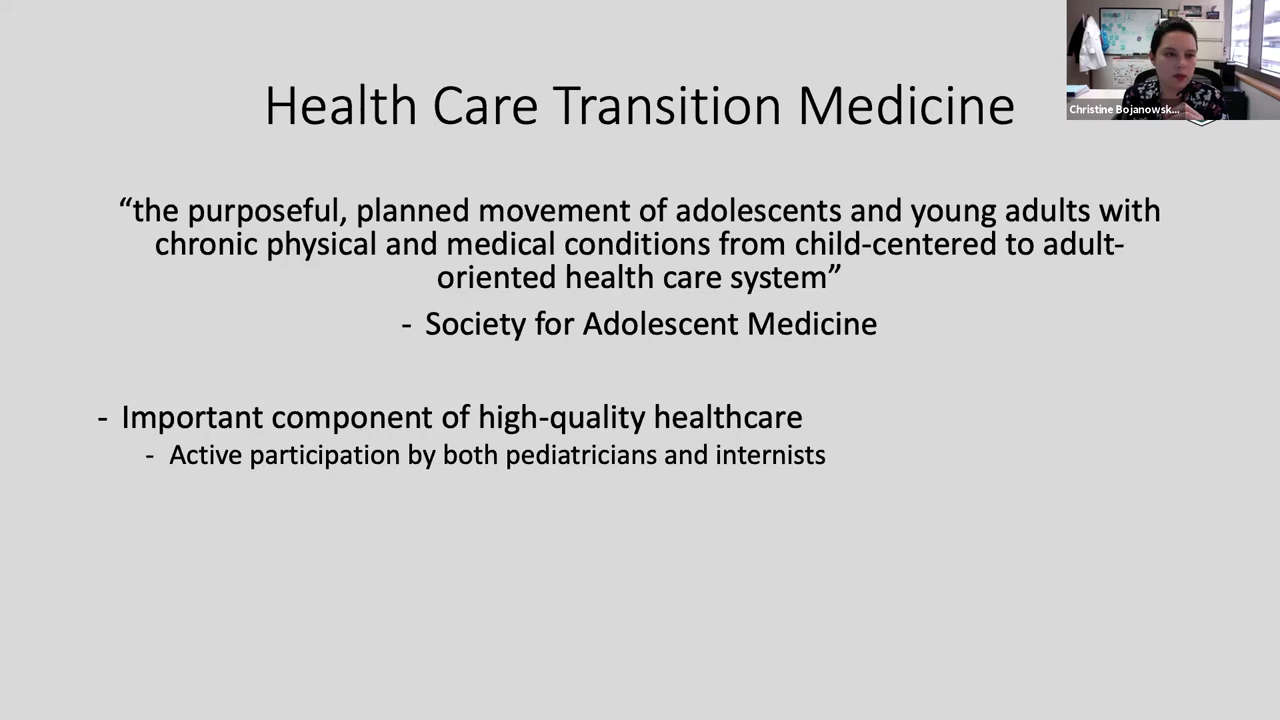 Health Care Transition Medicine
Christine Bojanowsk...
“the purposeful, planned movement of adolescents and young adults with
chronic physical and medical conditions from child-centered to adult-
oriented health care system”
- Society for Adolescent Medicine
- Important component of high-quality healthcare
- Active participation by both pediatricians and internists